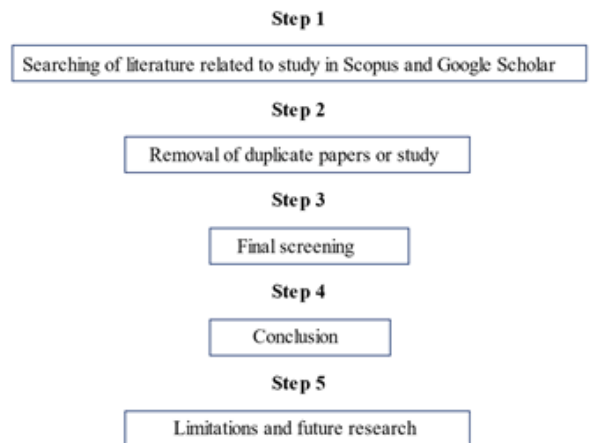 Step 1
Searching of literature related to study in Scopus and Google Scholar
Step 2
Removal of duplicate papers or study
Step 3
Final screening
Step 4
Conclusion
Step 5
Limitations and future research